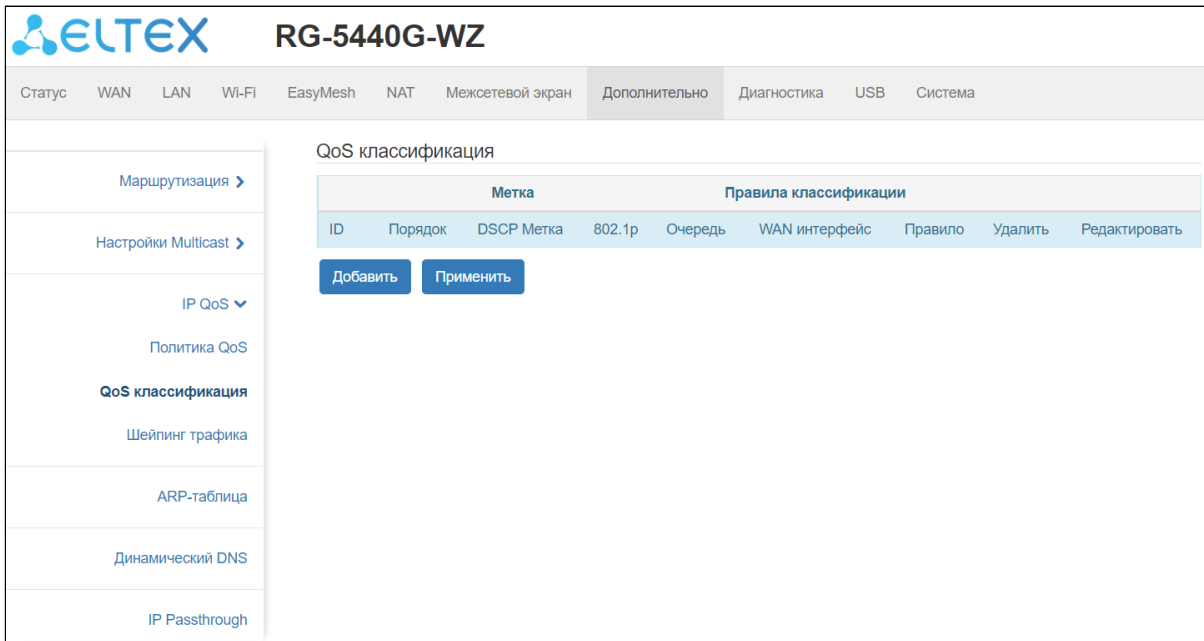 ELTEX RG-5440G-WZ
Статус WAN LAN Wi-Fi EasyMesh NAT Межсетевой экран Дополнительно Диагностика USB Система
Маршрутизация
Настройки Multicast
IP QoS
Политика QoS
QoS классификация
Шейпинг трафика
ARP-таблица
Динамический DNS
IP Passthrough
QoS классификация
Метка Правила классификации
ID Порядок DSCP Метка 802.1p Очередь WAN интерфейс Правило Удалить Редактировать
Добавить Применить